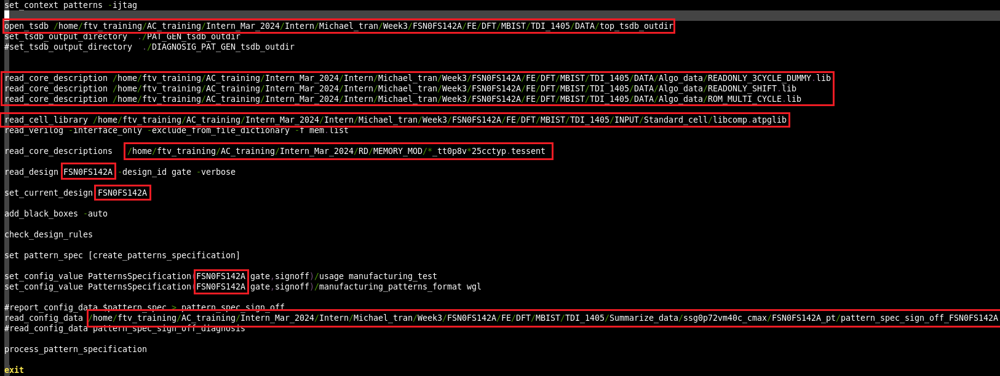 set_context patterns -ijtag
open_tsdb /home/ftv_training/AC_training/Intern_Mar_2024/Intern/Michael_tran/Week3/FSN0FS142A/FE/DFT/MBIST/TDI_1405/DATA/top_tsdb_outdir
set_tsdb_output_directory  ./PAT_GEN_tsdb_outdir
#set_tsdb_output_directory  ./DIAGNOSIG_PAT_GEN_tsdb_outdir
read_core_description /home/ftv_training/AC_training/Intern_Mar_2024/Intern/Michael_tran/Week3/FSN0FS142A/FE/DFT/MBIST/TDI_1405/DATA/Algo_data/READONLY_3CYCLE_DUMMY.lib
read_core_description /home/ftv_training/AC_training/Intern_Mar_2024/Intern/Michael_tran/Week3/FSN0FS142A/FE/DFT/MBIST/TDI_1405/DATA/Algo_data/READONLY_SHIFT.lib
read_core_description /home/ftv_training/AC_training/Intern_Mar_2024/Intern/Michael_tran/Week3/FSN0FS142A/FE/DFT/MBIST/TDI_1405/DATA/Algo_data/ROM_MULTI_CYCLE.lib
read_cell_library /home/ftv_training/AC_training/Intern_Mar_2024/Intern/Michael_tran/Week3/FSN0FS142A/FE/DFT/MBIST/TDI_1405/INPUT/Standard_cell/libcomp.atpglib
read_verilog -interface_only -exclude_from_file_dictionary -f mem.list
read_core_descriptions   /home/ftv_training/AC_training/Intern_Mar_2024/RD/MEMORY_MOD/*_tt0p8v*25cctyp.tessent
read_design FSN0FS142A -design_id gate -verbose
set_current_design FSN0FS142A
add_black_boxes -auto
check_design_rules
set pattern_spec [create_patterns_specification]
set_config_value PatternsSpecification(FSN0FS142A,gate,signoff)/usage manufacturing_test
set_config_value PatternsSpecification(FSN0FS142A,gate,signoff)/manufacturing_patterns_format wgl
#report_config_data $pattern_spec > pattern_spec_sign_off
read_config_data /home/ftv_training/AC_training/Intern_Mar_2024/Intern/Michael_tran/Week3/FSN0FS142A/FE/DFT/MBIST/TDI_1405/Summarize_data/ssg0p72vm40c_cmax/FSN0FS142A_pt/pattern_spec_sign_off_FSN0FS142A
#read_config_data pattern_spec_sign_off_diagnosis
process_pattern_specification
exit